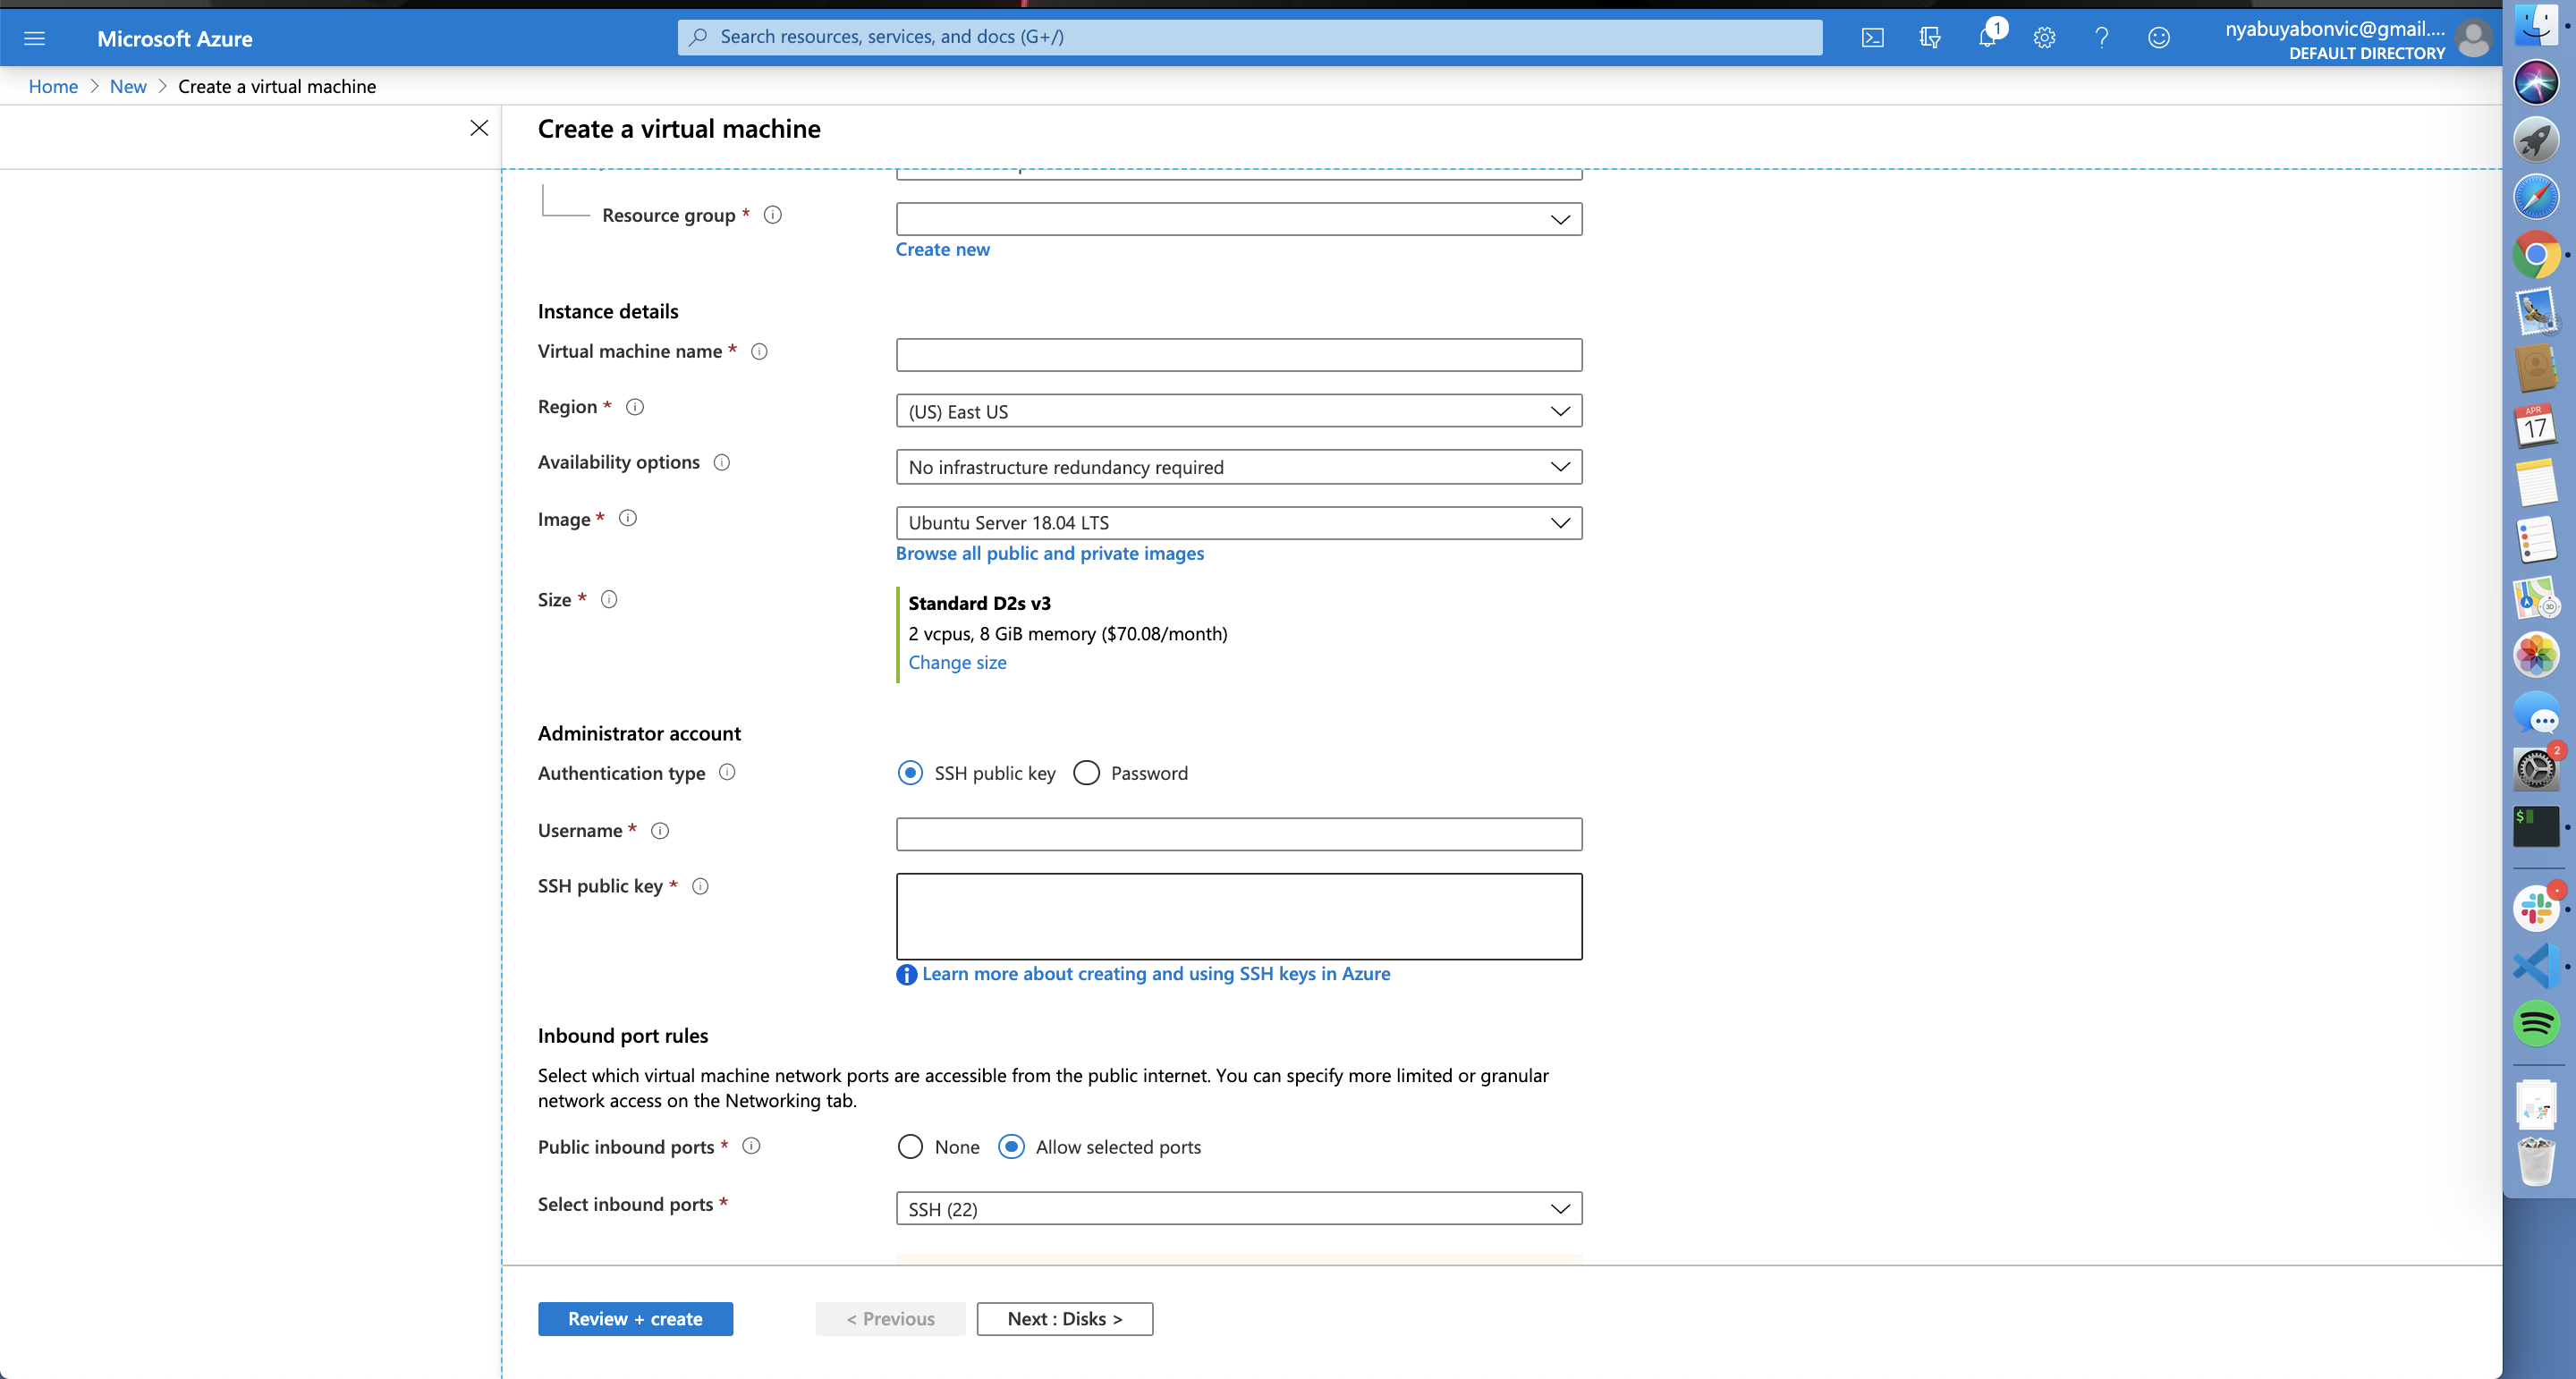 Microsoft Azure
Search resources, services, and docs (G+/)
1
nyabuyabonvic@gmail....
DEFAULT DIRECTORY
Home > New > Create a virtual machine
Create a virtual machine
Resource group *
Create new
Instance details
Virtual machine name *
Region *
(US) East US
Availability options
No infrastructure redundancy required
Image *
Ubuntu Server 18.04 LTS
Browse all public and private images
Size *
Standard D2s v3
2 vcpus, 8 GiB memory ($70.08/month)
Change size
Administrator account
Authentication type
SSH public key
Password
Username *
SSH public key *
Learn more about creating and using SSH keys in Azure
Inbound port rules
Select which virtual machine network ports are accessible from the public internet. You can specify more limited or granular
network access on the Networking tab.
Public inbound ports *
None
Allow selected ports
Select inbound ports *
SSH (22)
Review + create
< Previous
Next : Disks >
APR
17
3D
2
$